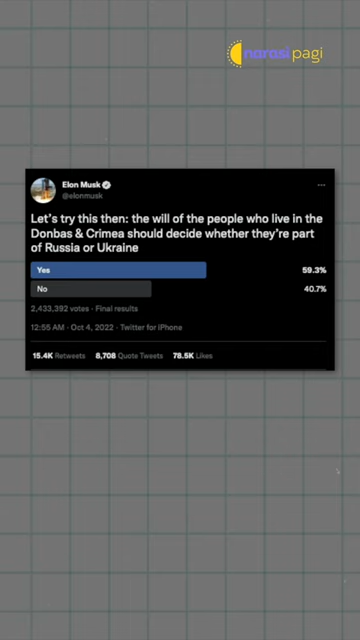 narasi pagi
Elon Musk
@elonmusk
Let's try this then: the will of the people who live in the
Donbas & Crimea should decide whether they're part
of Russia or Ukraine
Yes 59.3%
No 40.7%
2,433,392 votes · Final results
12:55 AM · Oct 4, 2022 · Twitter for iPhone
15.4K Retweets 8,708 Quote Tweets 78.5K Likes